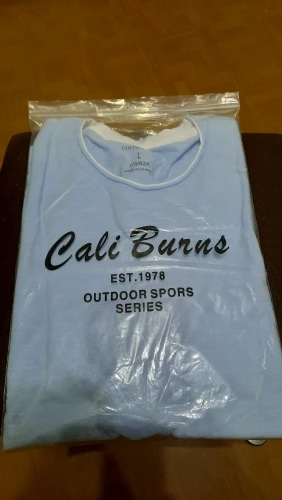 L
Cali Burns
EST.1978
OUTDOOR SPORS
SERIES